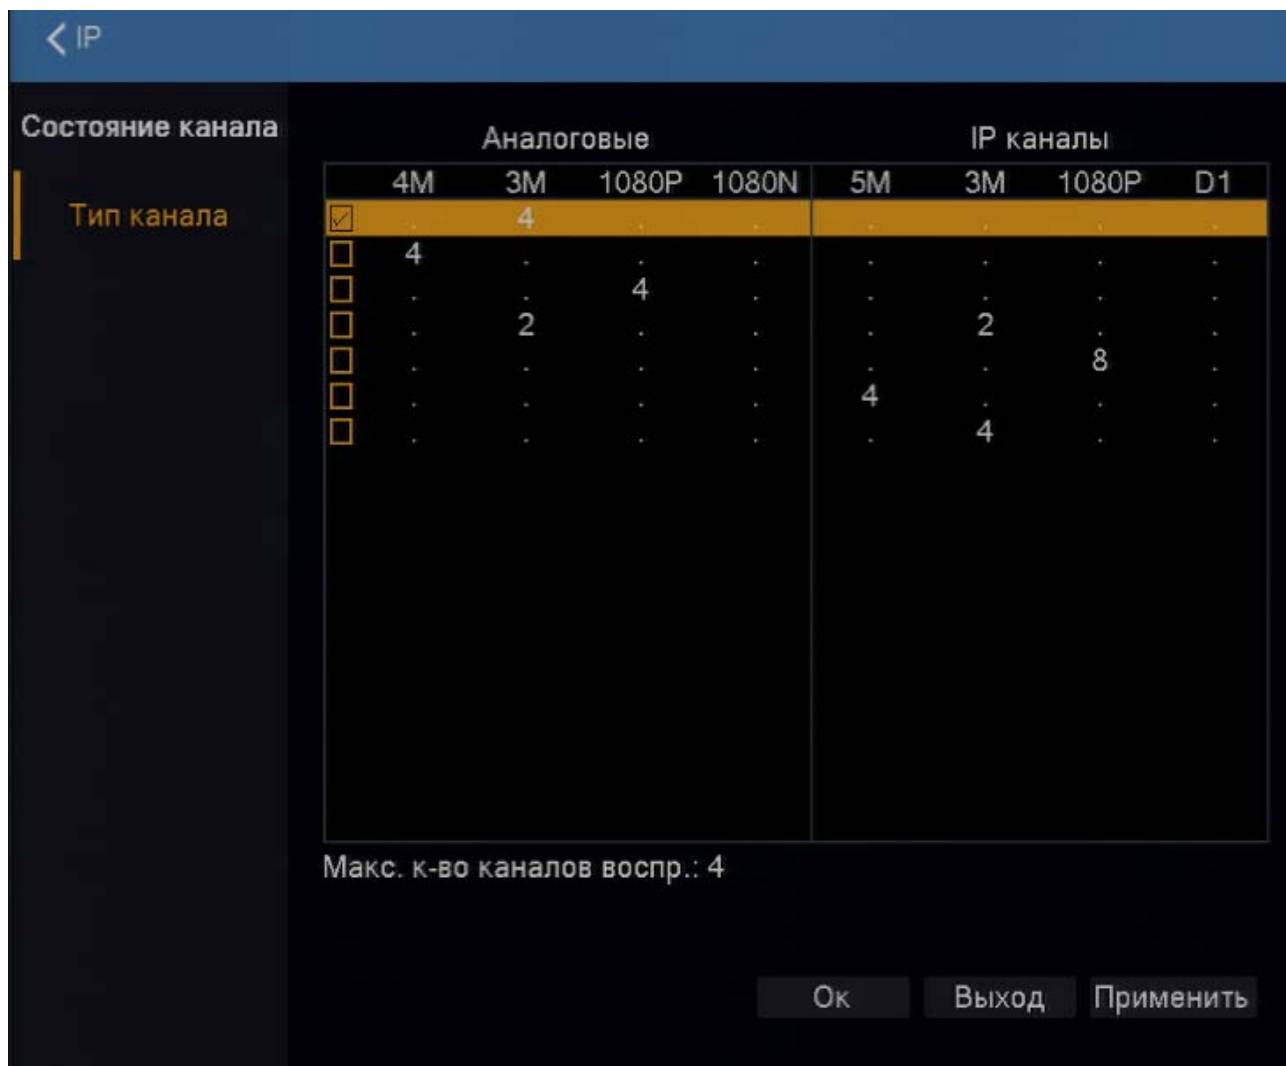 IP
Состояние канала
Тип канала
Аналоговые IP каналы
4M 3M 1080P 1080N 5M 3M 1080P D1
. 4 . . . . . .
4 . . . . . . .
. . 4 . . . . .
. 2 . . . 2 . .
. . . . . . 8 .
. . . . 4 . . .
. . . . . 4 . .
Макс. к-во каналов воспр.: 4
Ок Выход Применить